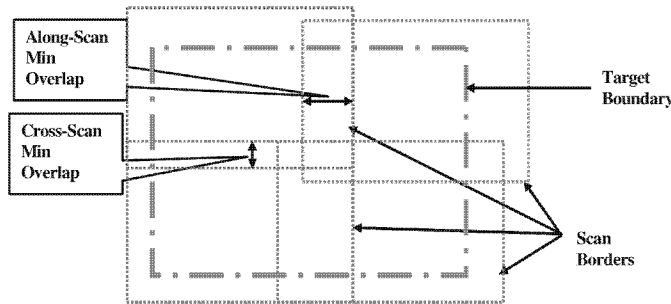 Along-Scan
Min
Overlap
Target
Boundary
Cross-Scan
Min
Overlap
Scan
Borders